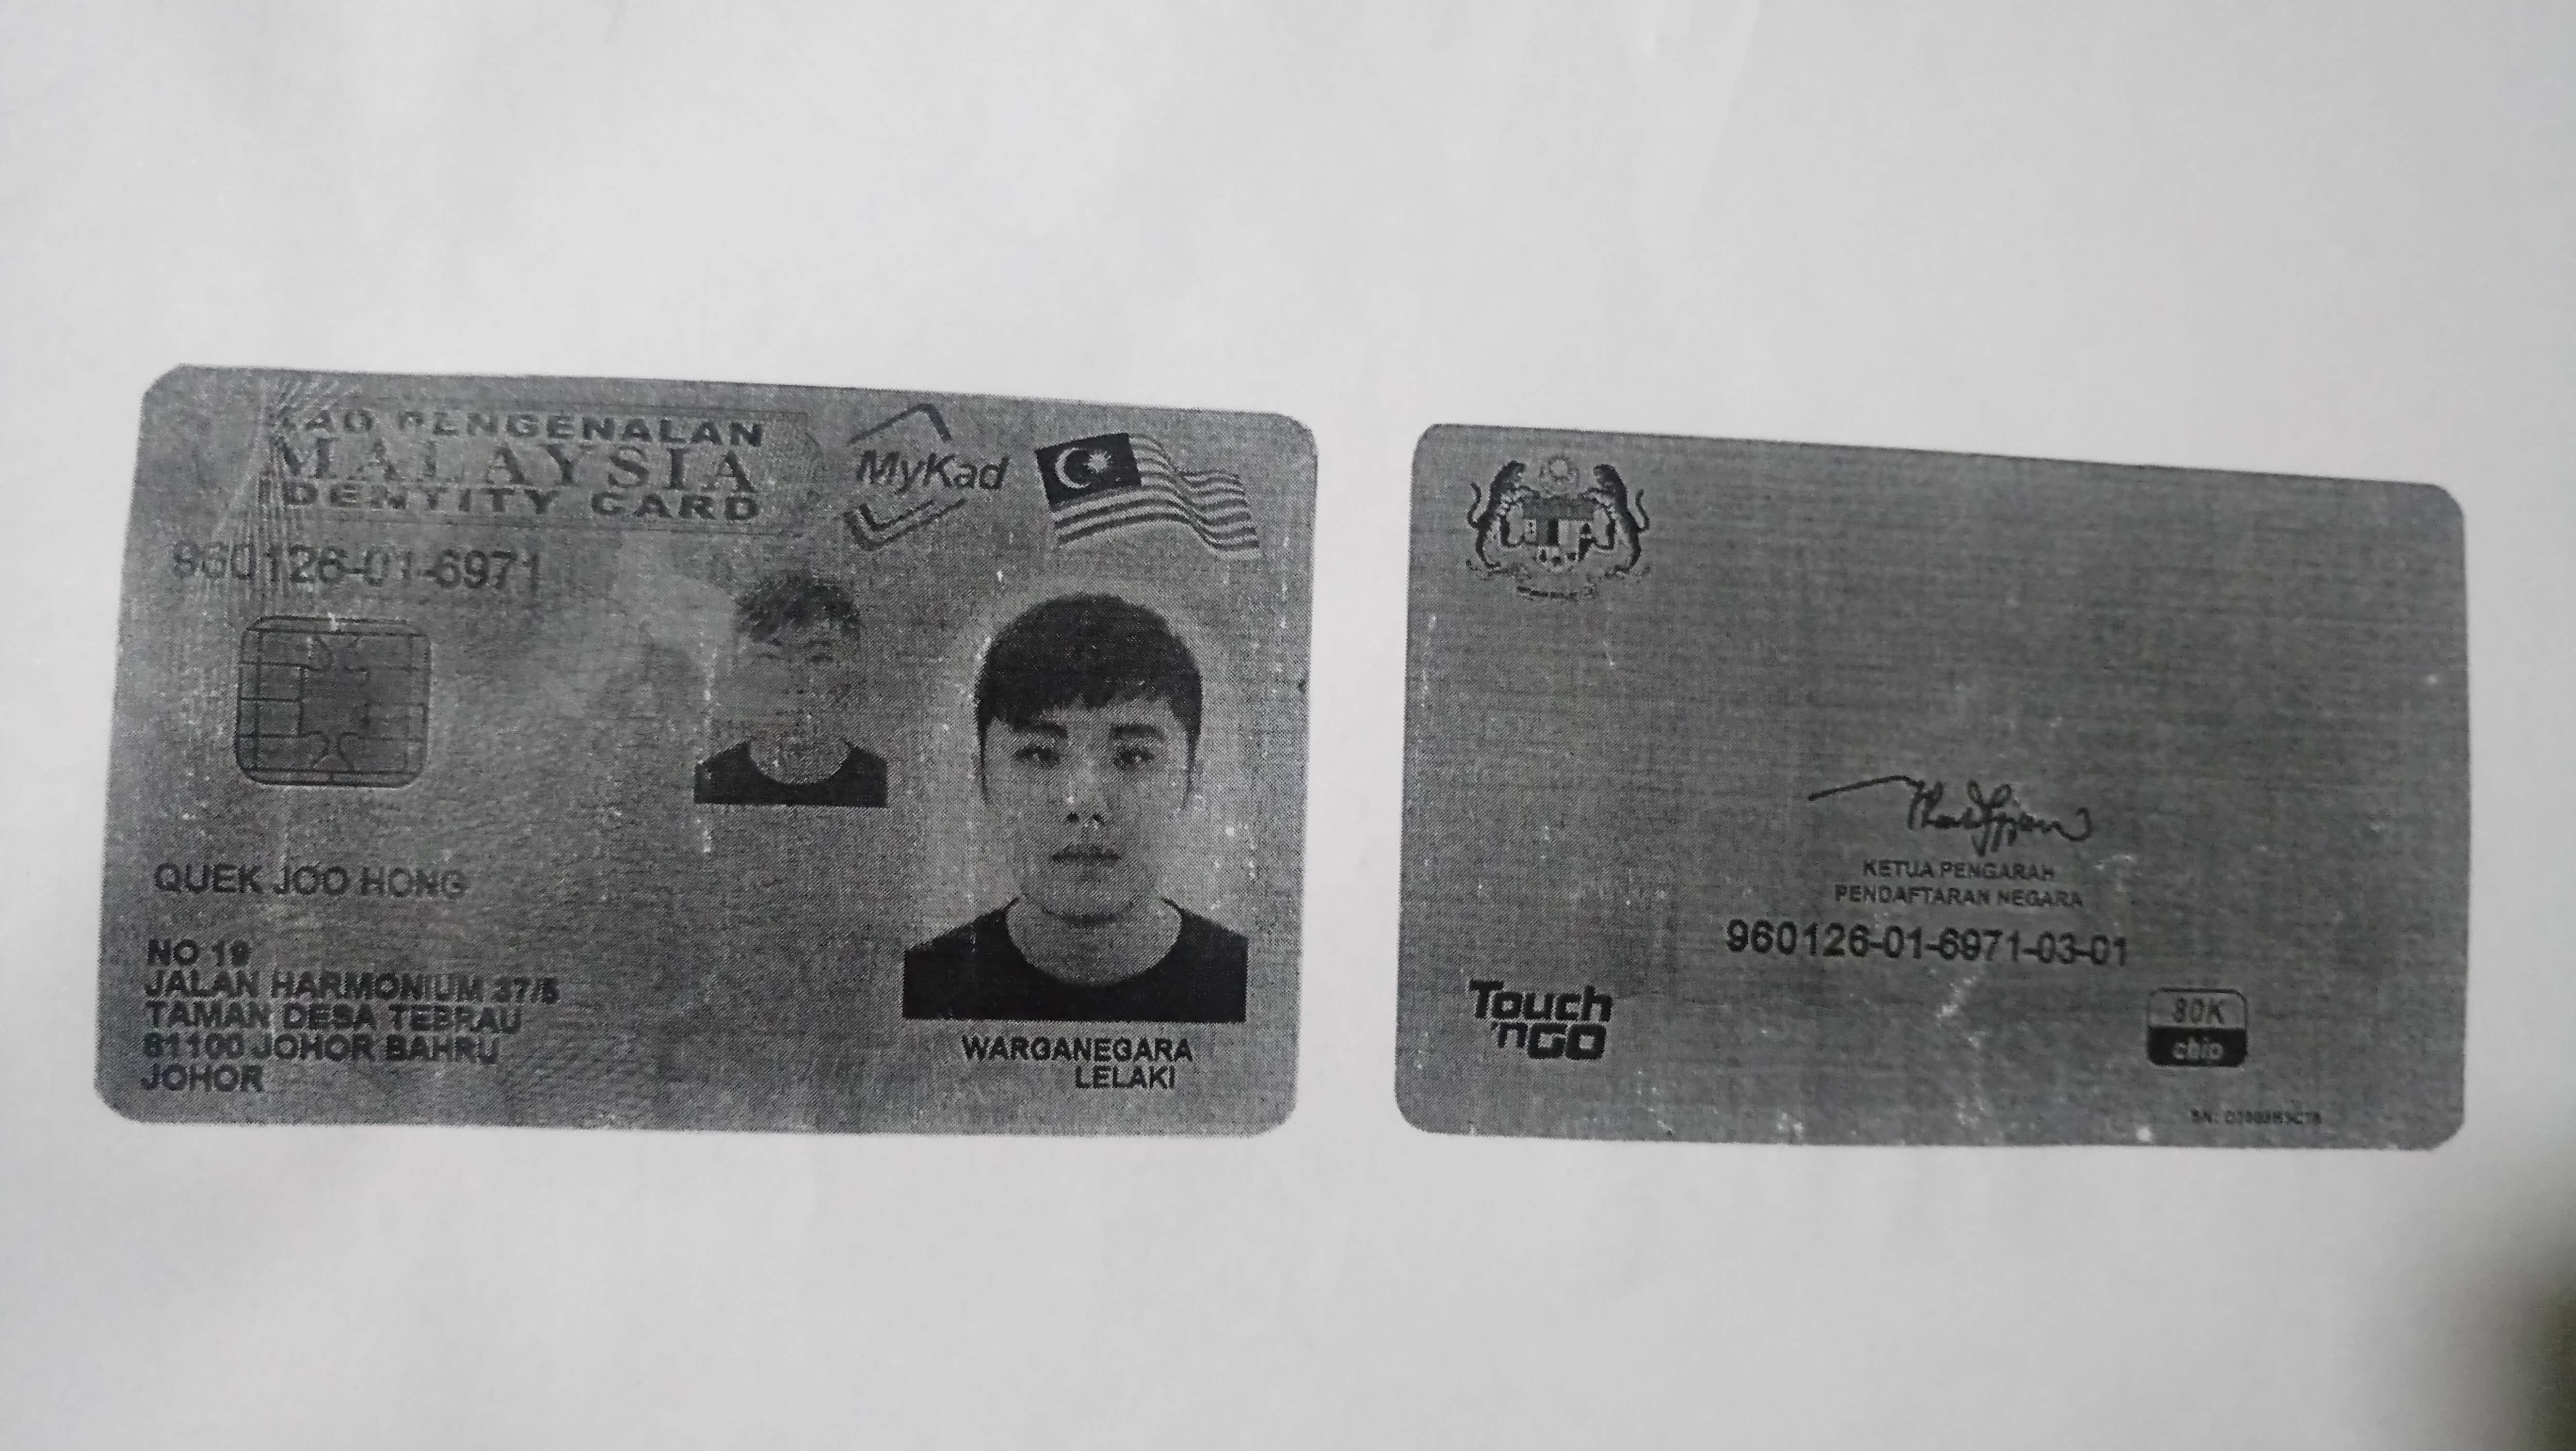 KAD PENGENALAN
MALAYSIA
IDENTITY CARD
MyKad
960126-01-6971
QUEK JOO HONG
NO 19
JALAN HARMONIUM 37/5
TAMAN DESA TEBRAU
81100 JOHOR BAHRU
JOHOR
WARGANEGARA
LELAKI
KETUA PENGARAH
PENDAFTARAN NEGARA
960126-01-6971-03-01
Touch
'nGO
80K
chip